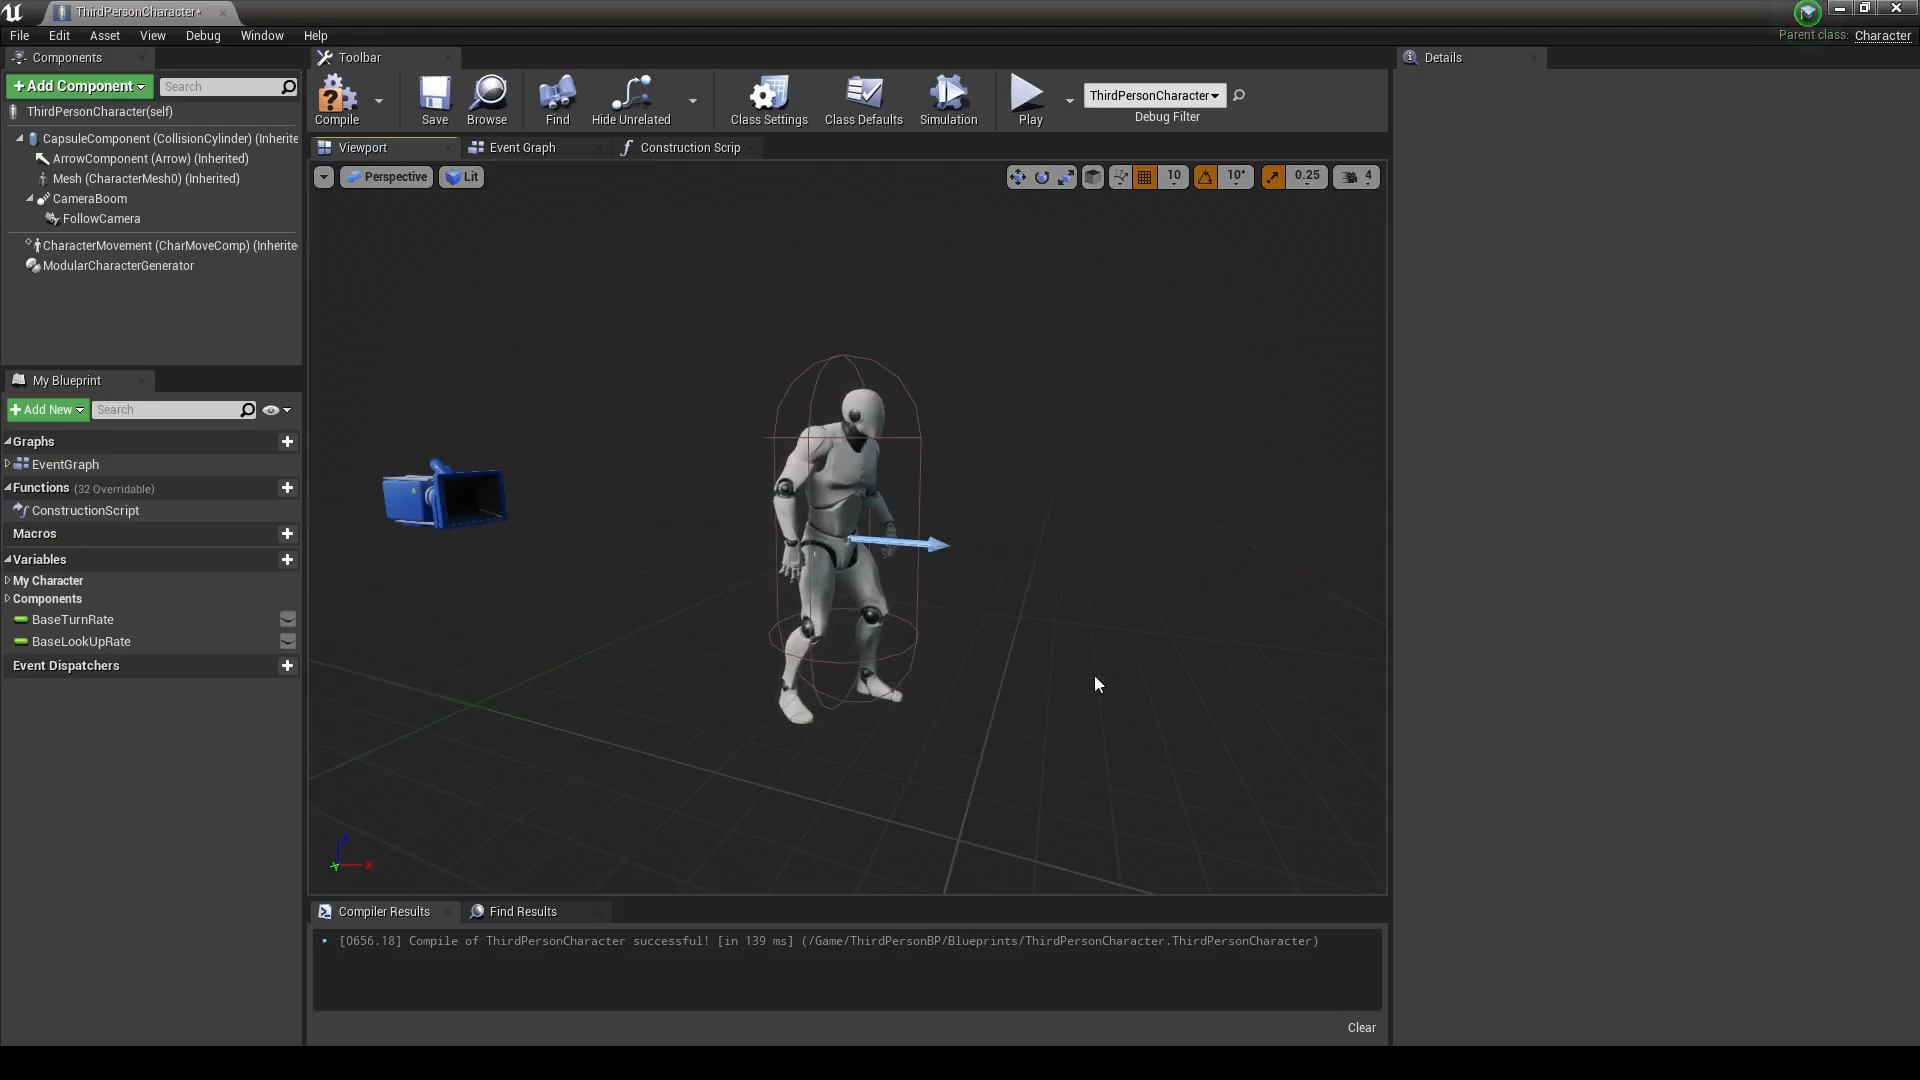 ThirdPersonCharacter*
File Edit Asset View Debug Window Help
Parent class: Character
Components
Toolbar
Details
Add Component
Search
ThirdPersonCharacter(self)
CapsuleComponent (CollisionCylinder) (Inherite
ArrowComponent (Arrow) (Inherited)
Mesh (CharacterMesh0) (Inherited)
CameraBoom
FollowCamera
CharacterMovement (CharMoveComp) (Inherite
ModularCharacterGenerator
Compile
Save
Browse
Find
Hide Unrelated
Class Settings
Class Defaults
Simulation
Play
ThirdPersonCharacter
Debug Filter
Viewport
Event Graph
Construction Scrip
Perspective
Lit
10
10°
0.25
4
My Blueprint
Add New
Search
Graphs
EventGraph
Functions (32 Overridable)
ConstructionScript
Macros
Variables
My Character
Components
BaseTurnRate
BaseLookUpRate
Event Dispatchers
X
Compiler Results
Find Results
[0656.18] Compile of ThirdPersonCharacter successful! [in 139 ms] (/Game/ThirdPersonBP/Blueprints/ThirdPersonCharacter.ThirdPersonCharacter)
Clear